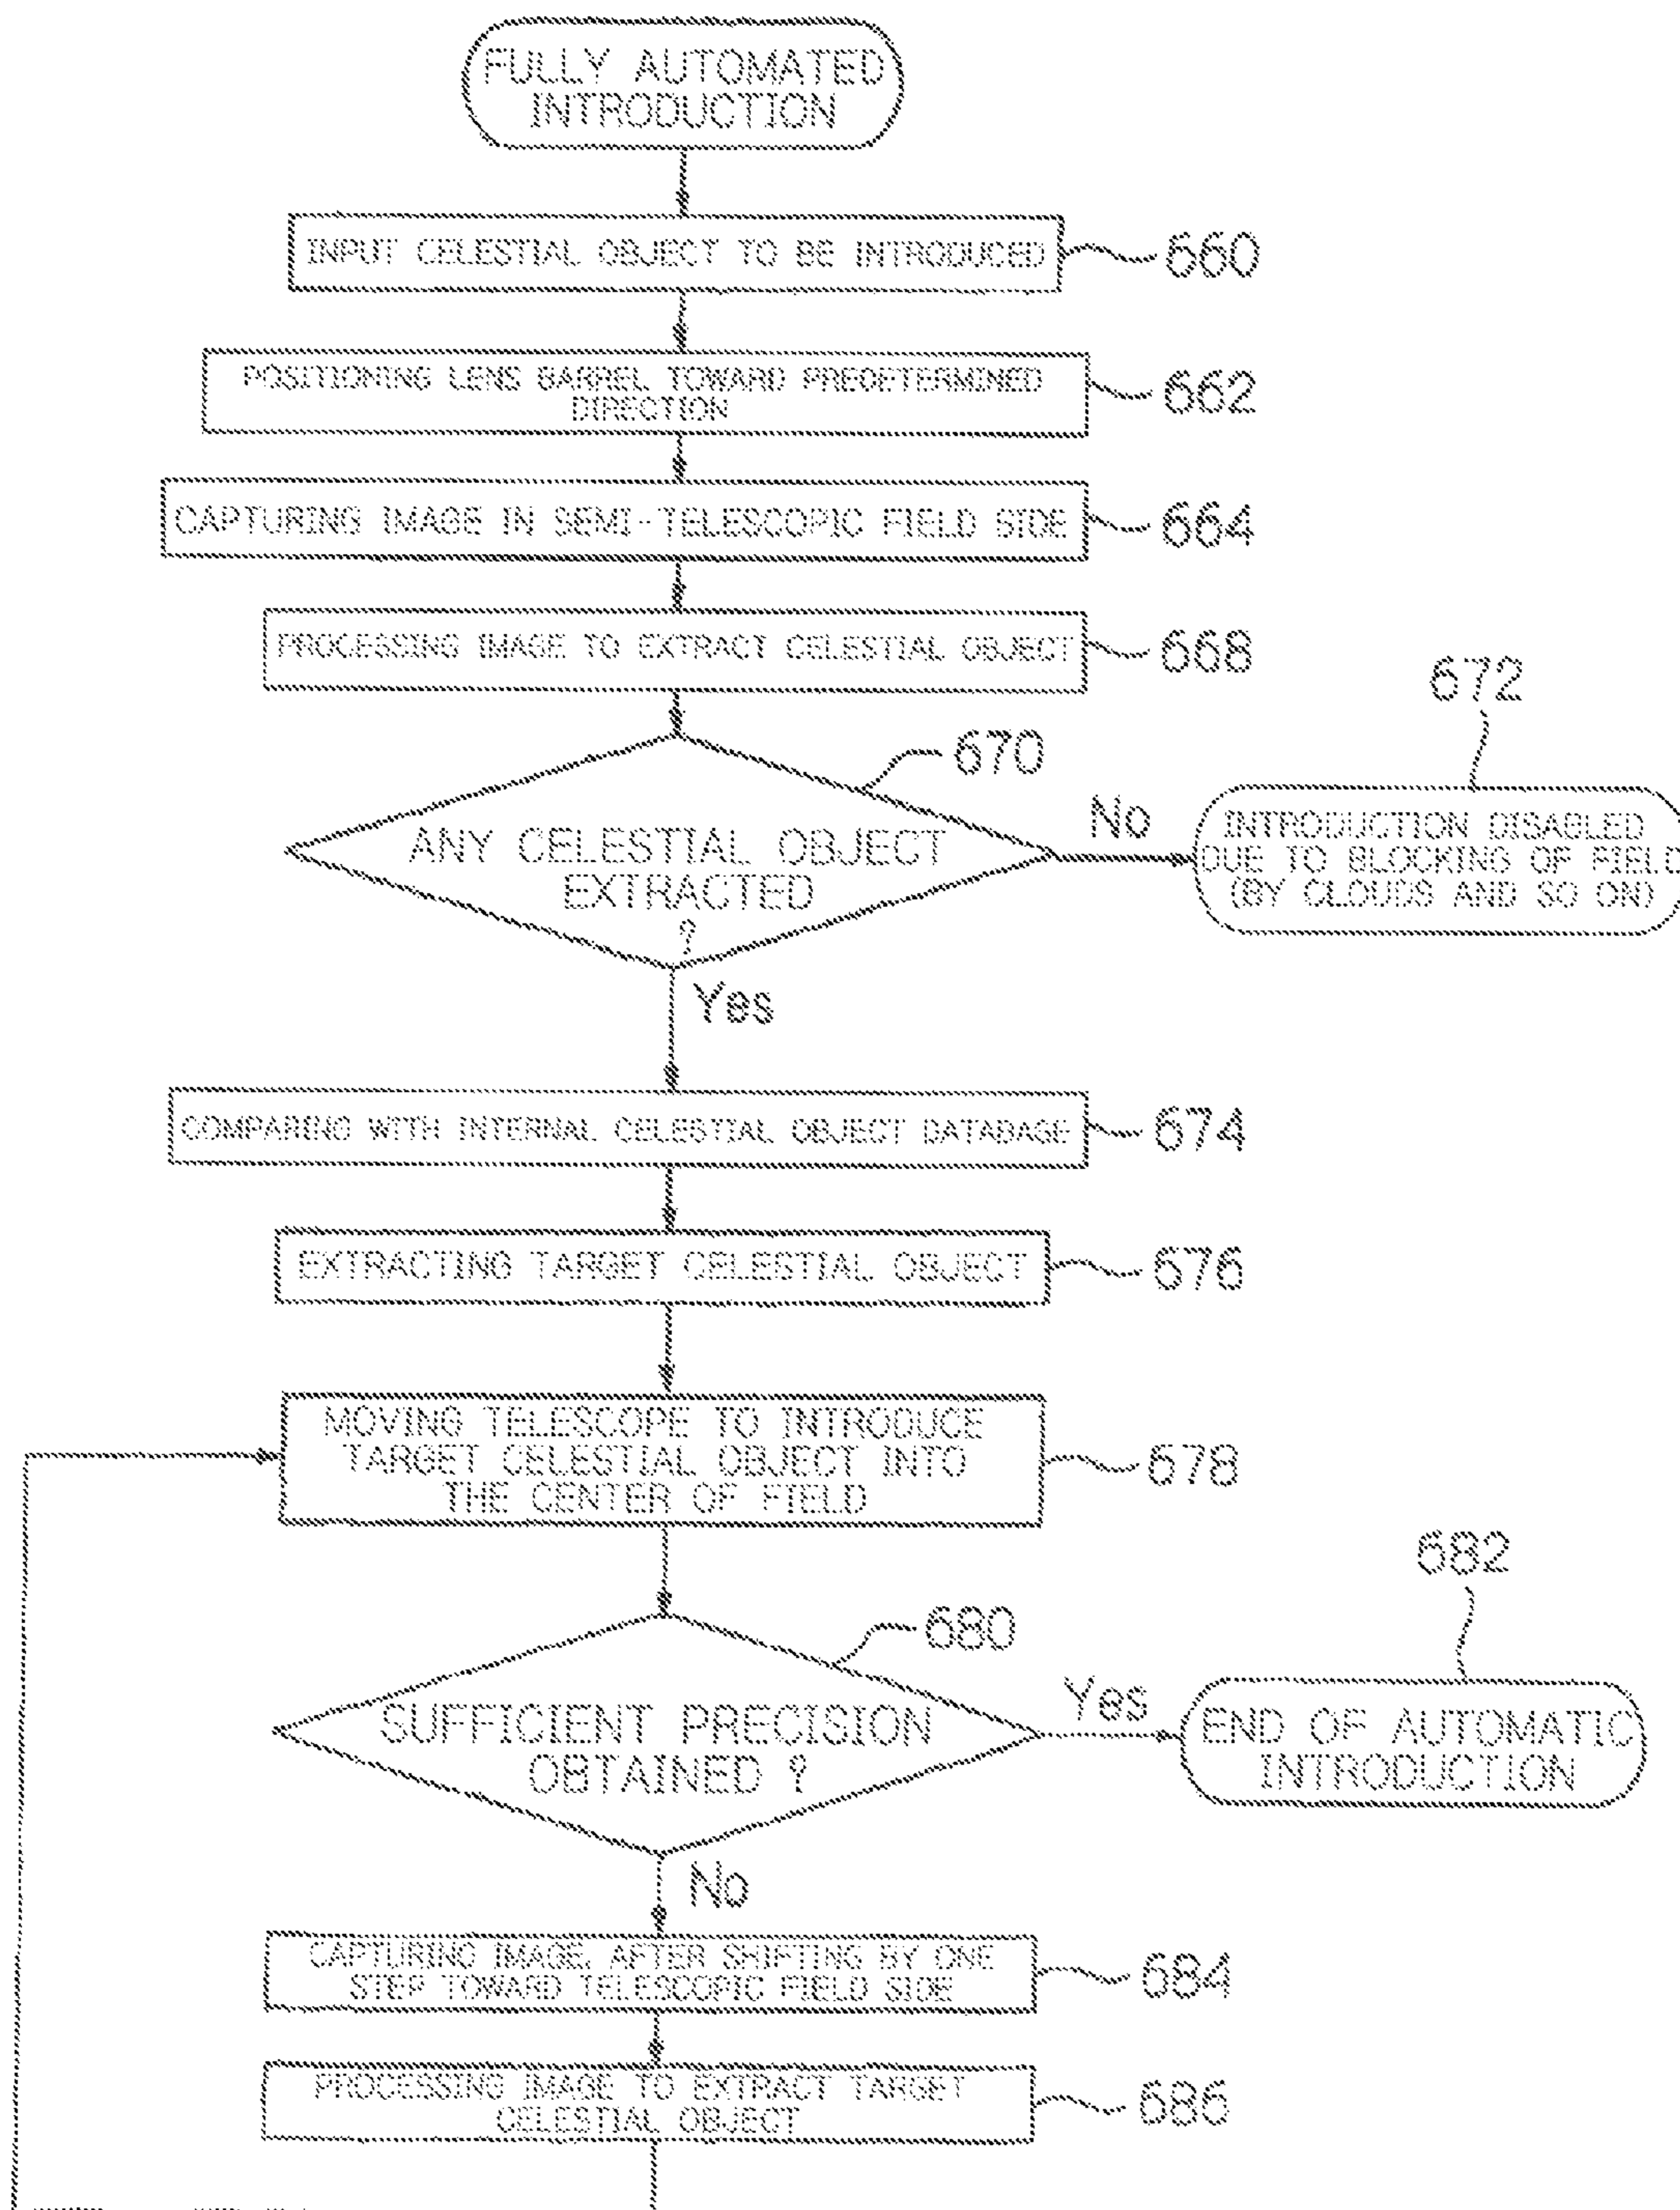 FULLY AUTOMATED
INTRODUCTION
INPUT CELESTIAL OBJECT TO BE INTRODUCED
660
POSITIONING LENS BARREL TOWARD PREDETERMINED
DIRECTION
662
CAPTURING IMAGE IN SEMI-TELESCOPIC FIELD SIDE
664
PROCESSING IMAGE TO EXTRACT CELESTIAL OBJECT
668
672
670
ANY CELESTIAL OBJECT
EXTRACTED
?
No
INTRODUCTION DISABLED
DUE TO BLOCKING OF FIELD
(BY CLOUDS AND SO ON)
Yes
COMPARING WITH INTERNAL CELESTIAL OBJECT DATABASE
674
EXTRACTING TARGET CELESTIAL OBJECT
676
MOVING TELESCOPE TO INTRODUCE
TARGET CELESTIAL OBJECT INTO
THE CENTER OF FIELD
678
682
680
SUFFICIENT PRECISION
OBTAINED ?
Yes
END OF AUTOMATIC
INTRODUCTION
No
CAPTURING IMAGE, AFTER SHIFTING BY ONE
STEP TOWARD TELESCOPIC FIELD SIDE
684
PROCESSING IMAGE TO EXTRACT TARGET
CELESTIAL OBJECT
686